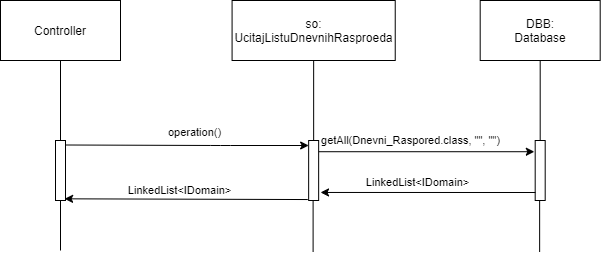 Controller
so:
UcitajListuDnevnihRasproeda
DBB:
Database
operation()
getAll(Dnevni_Raspored.class, "", "")
LinkedList<IDomain>
LinkedList<IDomain>